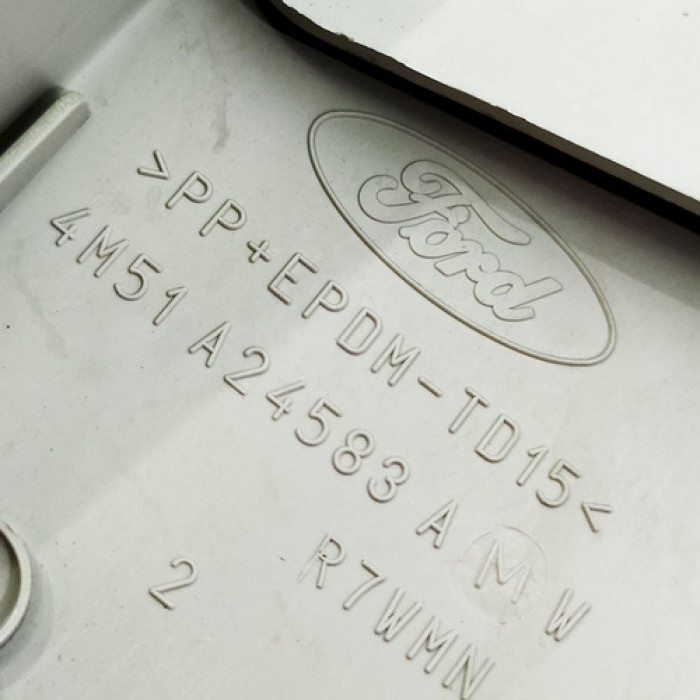 Ford
>PP+EPDM-TD15<
4M51 A24583 A M W
2 R7WMN